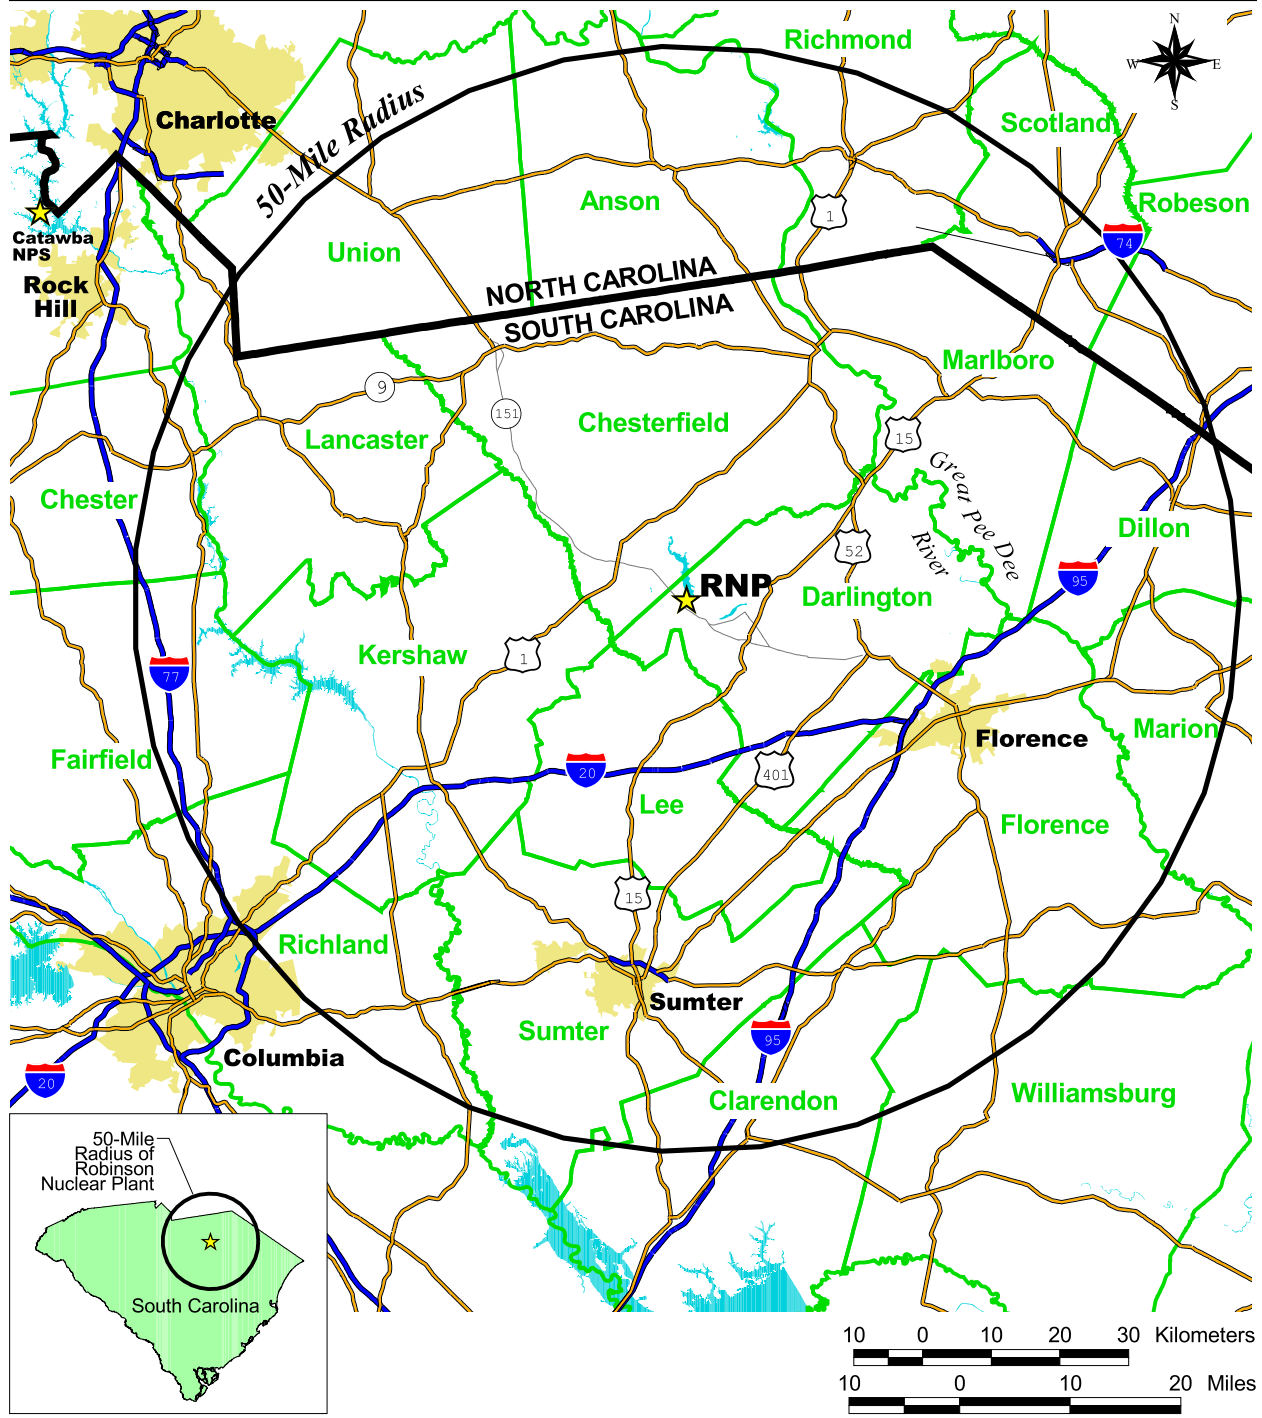 N
W E
S
Richmond
Scotland
50-Mile Radius
Charlotte
Anson
Robeson
1
Catawba
NPS
Union
74
Rock
Hill
NORTH CAROLINA
SOUTH CAROLINA
Marlboro
9
151
Chesterfield
15
Lancaster
Great Pee Dee
River
Chester
Dillon
52
95
RNP
Darlington
Kershaw
1
77
Fairfield
Florence
Marion
20
401
Lee
Florence
15
Richland
Sumter
Sumter
95
Columbia
20
Clarendon
Williamsburg
50-Mile
Radius of
Robinson
Nuclear Plant
South Carolina
10 0 10 20 30 Kilometers
10 0 10 20 Miles